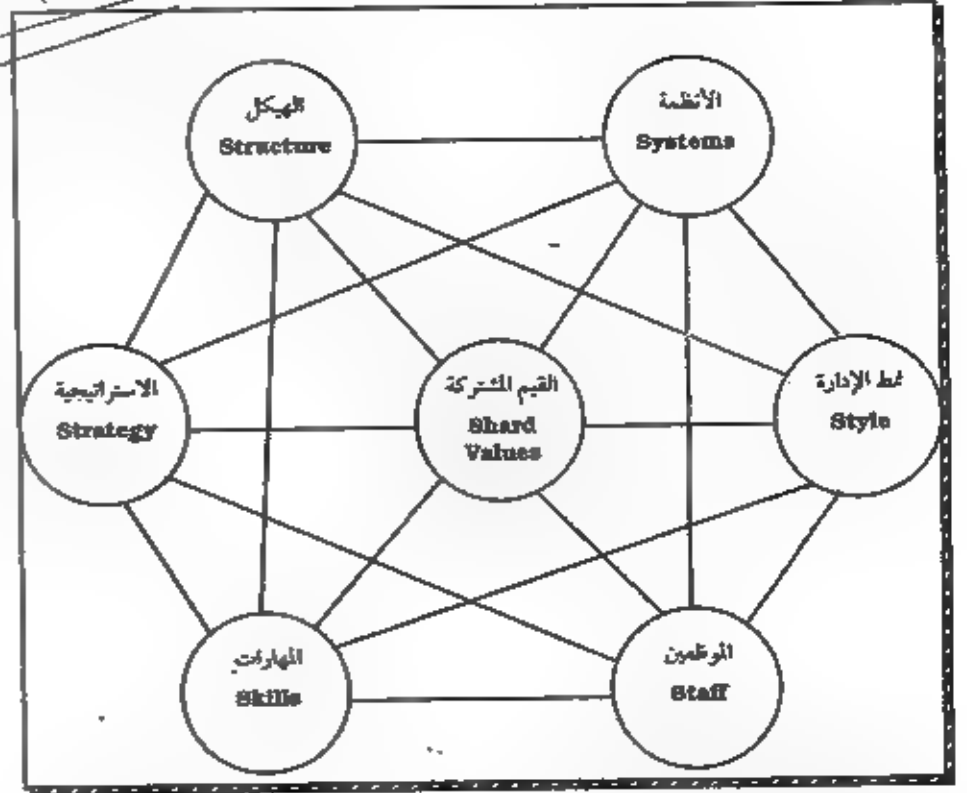 الهيكل
Structure
الأنظمة
Systems
الاستراتيجية
Strategy
القيم المشتركة
Shard
Values
نمط الإدارة
Style
المهارات
Skills
الموظفين
Staff